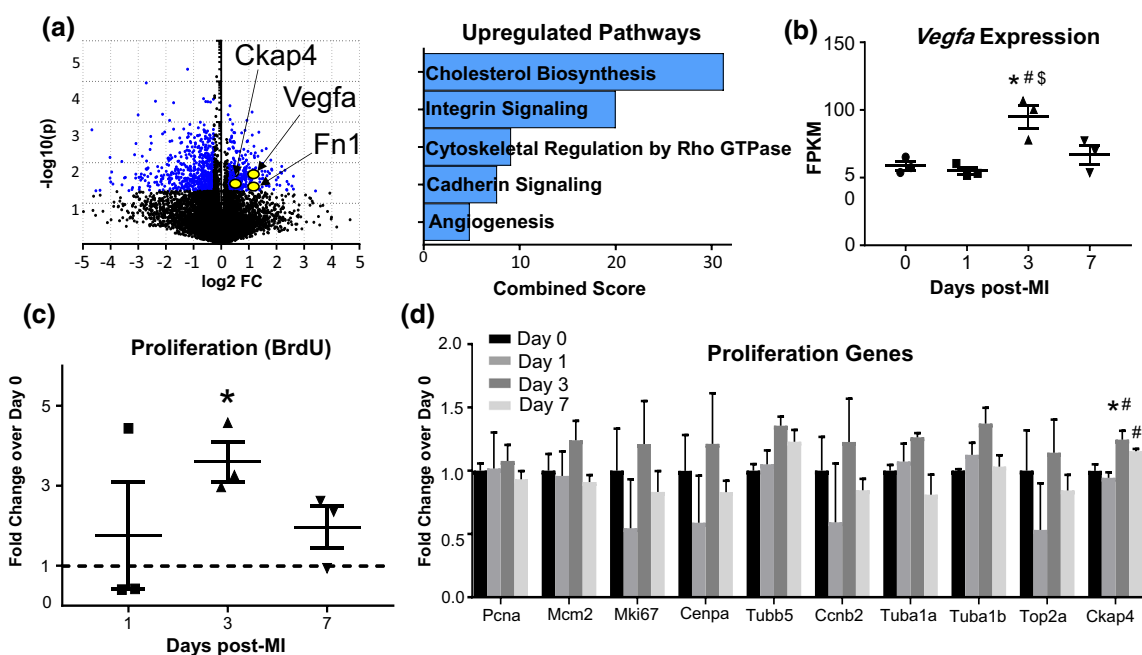 (a)
5
4
3
2
1
-log10(p)
Ckap4
Vegfa
Fn1
-5 -4 -3 -2 -1 0 1 2 3 4 5
log2 FC
Upregulated Pathways
Cholesterol Biosynthesis
Integrin Signaling
Cytoskeletal Regulation by Rho GTPase
Cadherin Signaling
Angiogenesis
0 10 20 30
Combined Score
(b)
Vegfa Expression
150
100
5
0
0
FPKM
* # $
0 1 3 7
Days post-MI
(c)
Proliferation (BrdU)
5
3
1
0
Fold Change over Day 0
*
1 3 7
Days post-MI
(d)
Proliferation Genes
Day 0
Day 1
Day 3
Day 7
2.0
1.5
1.0
0.5
0.0
Fold Change over Day 0
* #
#
Pcna Mcm2 Mki67 Cenpa Tubb5 Ccnb2 Tuba1a Tuba1b Top2a Ckap4